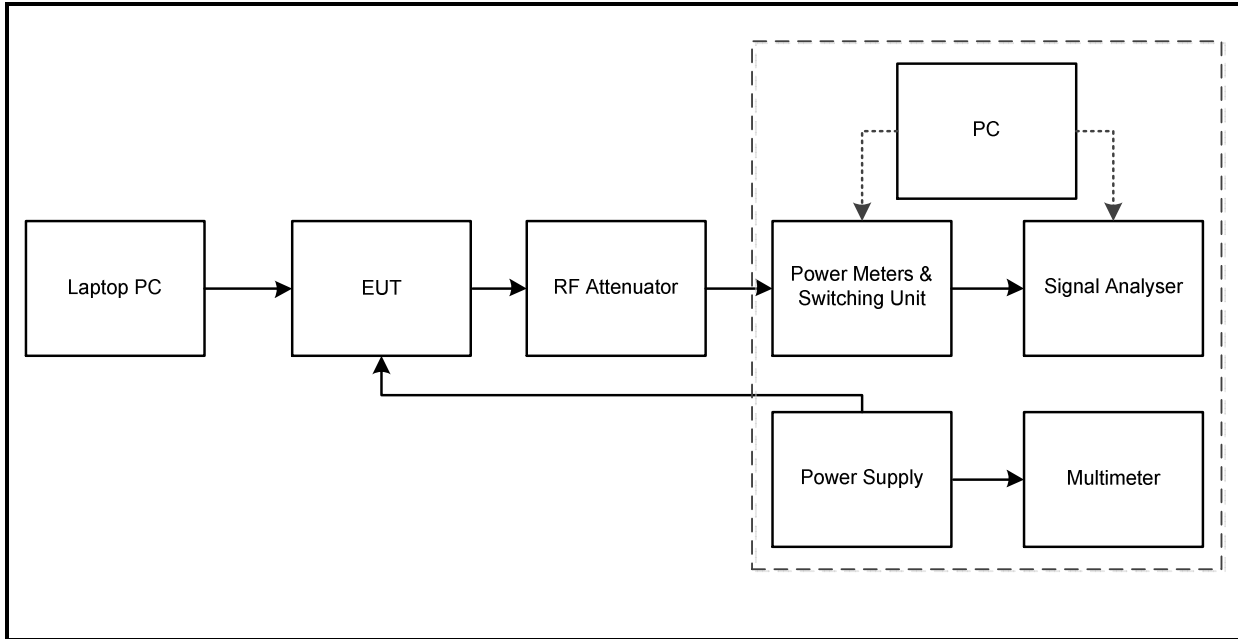 PC
Laptop PC
EUT
RF Attenuator
Power Meters &
Switching Unit
Signal Analyser
Power Supply
Multimeter